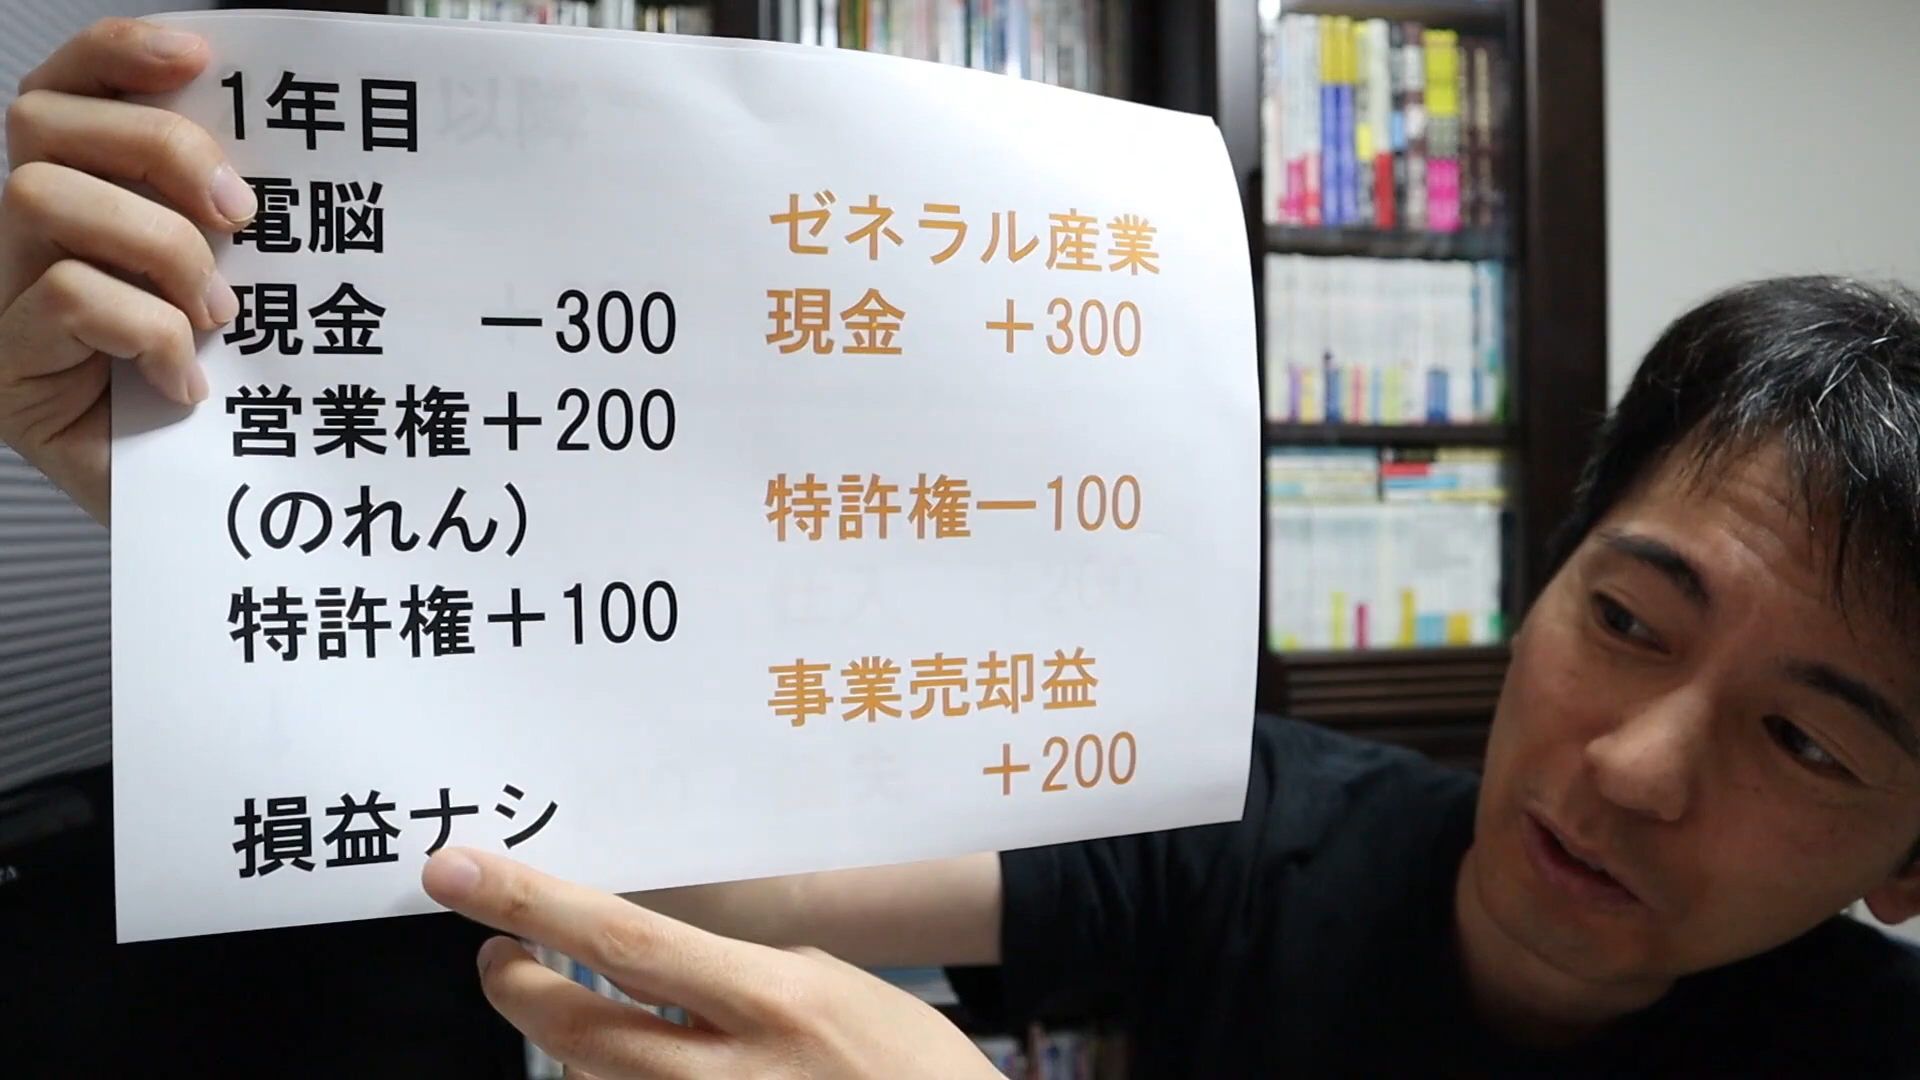 1年目
電脳
現金　－300
営業権＋200
(のれん)
特許権＋100
損益ナシ
ゼネラル産業
現金　＋300
特許権－100
事業売却益
＋200